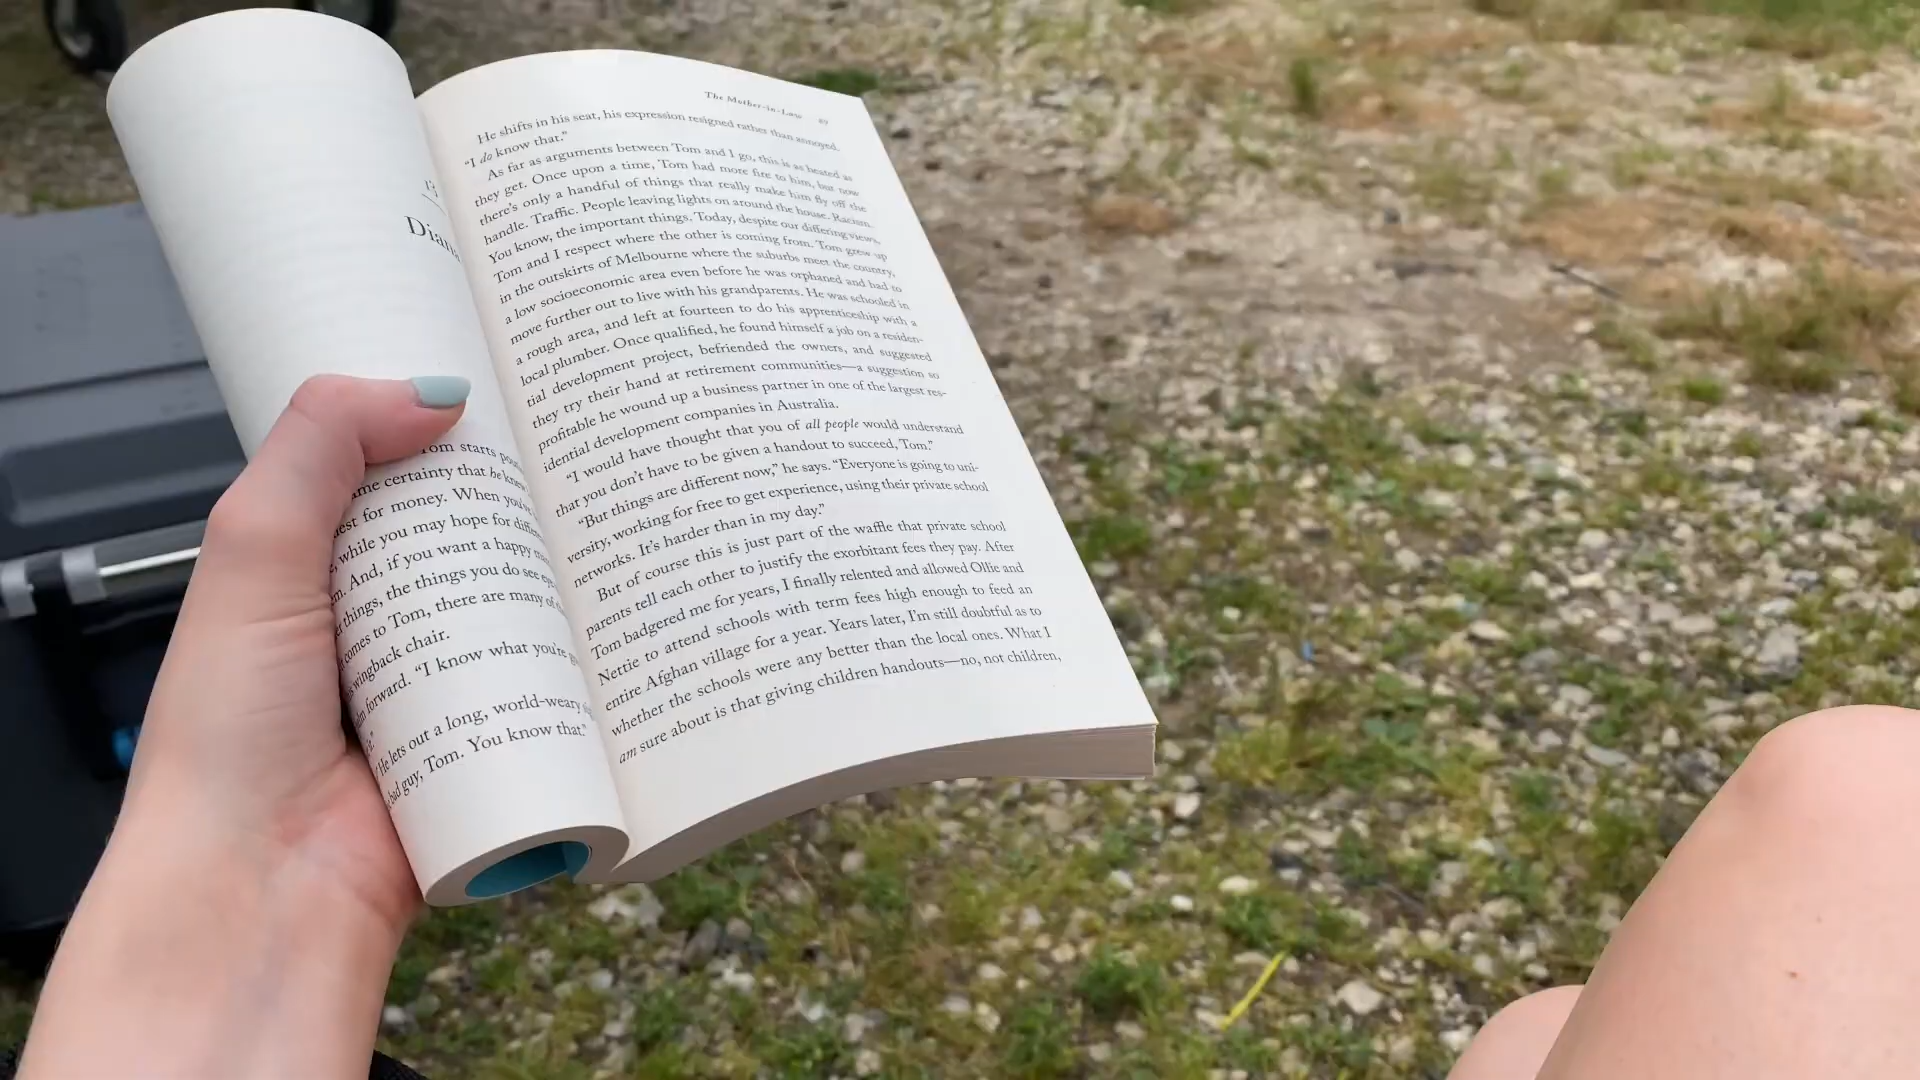 13
Diana
Tom starts
same certainty that he knew
for money. When you're
, while you may hope for
. And, if you want a happy
things, the things you do see
comes to Tom, there are many of
wingback chair.
forward. "I know what you're
"
He lets out a long, world-weary
bad guy, Tom. You know that."
The Mother-in-Law 89
He shifts in his seat, his expression resigned rather than annoyed.
"I do know that."
As far as arguments between Tom and I go, this is as heated as
they get. Once upon a time, Tom had more fire to him, but now
there's only a handful of things that really make him fly off the
handle. Traffic. People leaving lights on around the house. Racism.
You know, the important things. Today, despite our differing views,
Tom and I respect where the other is coming from. Tom grew up
in the outskirts of Melbourne where the suburbs meet the country,
a low socioeconomic area even before he was orphaned and had to
move further out to live with his grandparents. He was schooled in
a rough area, and left at fourteen to do his apprenticeship with a
local plumber. Once qualified, he found himself a job on a residen-
tial development project, befriended the owners, and suggested
they try their hand at retirement communities—a suggestion so
profitable he wound up a business partner in one of the largest res-
idential development companies in Australia.
"I would have thought that you of all people would understand
that you don't have to be given a handout to succeed, Tom."
"But things are different now," he says. "Everyone is going to uni-
versity, working for free to get experience, using their private school
networks. It's harder than in my day."
But of course this is just part of the waffle that private school
parents tell each other to justify the exorbitant fees they pay. After
Tom badgered me for years, I finally relented and allowed Ollie and
Nettie to attend schools with term fees high enough to feed an
entire Afghan village for a year. Years later, I'm still doubtful as to
whether the schools were any better than the local ones. What I
am sure about is that giving children handouts—no, not children,